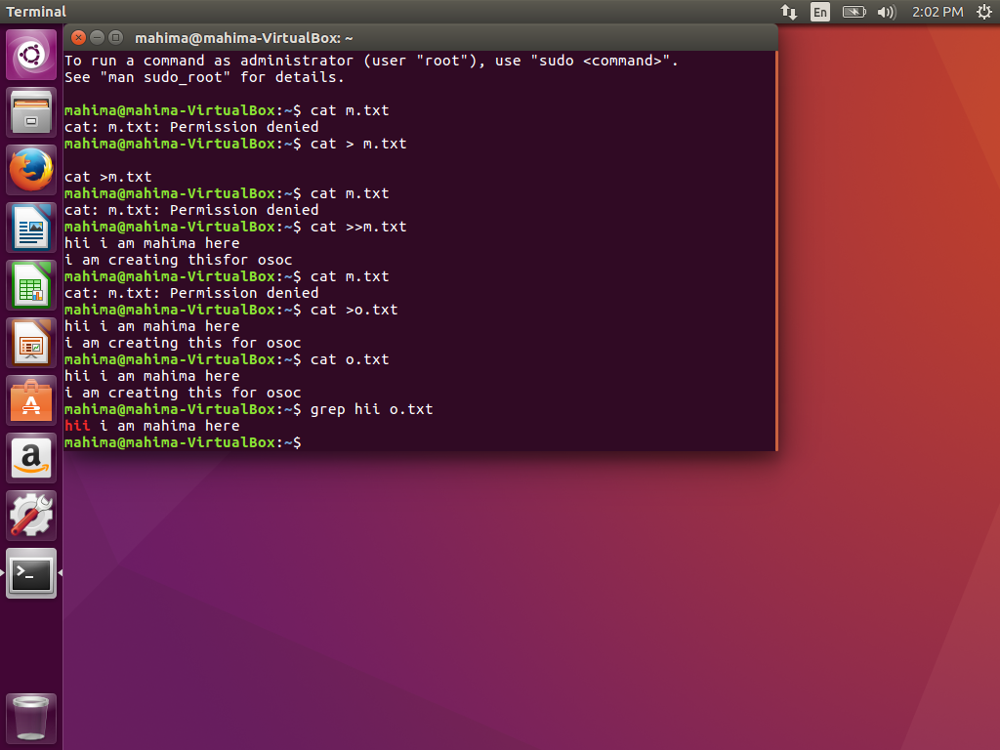 Terminal
En
2:02 PM
mahima@mahima-VirtualBox: ~
To run a command as administrator (user "root"), use "sudo <command>".
See "man sudo_root" for details.
mahima@mahima-VirtualBox:~$ cat m.txt
cat: m.txt: Permission denied
mahima@mahima-VirtualBox:~$ cat > m.txt
cat >m.txt
mahima@mahima-VirtualBox:~$ cat m.txt
cat: m.txt: Permission denied
mahima@mahima-VirtualBox:~$ cat >>m.txt
hii i am mahima here
i am creating thisfor osoc
mahima@mahima-VirtualBox:~$ cat m.txt
cat: m.txt: Permission denied
mahima@mahima-VirtualBox:~$ cat >o.txt
hii i am mahima here
i am creating this for osoc
mahima@mahima-VirtualBox:~$ cat o.txt
hii i am mahima here
i am creating this for osoc
mahima@mahima-VirtualBox:~$ grep hii o.txt
hii i am mahima here
mahima@mahima-VirtualBox:~$